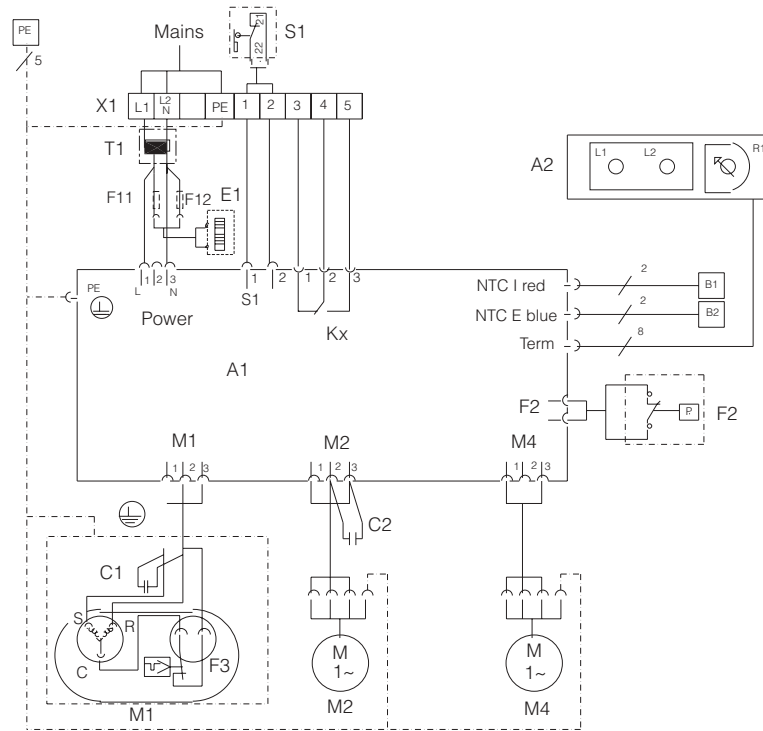 PE
5
Mains
S1
21
22
X1
L1
L2
N
PE
1
2
3
4
5
T1
F11
F12
E1
A2
L1
L2
R1
PE
L
1
2
3
N
Power
S1
1
2
1
2
3
Kx
A1
NTC I red
2
B1
NTC E blue
2
B2
Term
8
F2
P
F2
M1
1
2
3
M2
1
2
3
M4
1
2
3
C2
C1
S
R
C
F3
M1
M
1~
M2
M
1~
M4